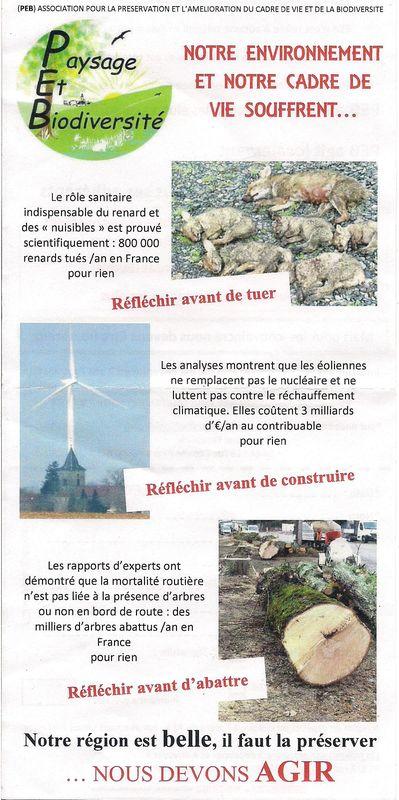 (PEB) ASSOCIATION POUR LA PRESERVATION ET L'AMELIORATION DU CADRE DE VIE ET DE LA BIODIVERSITE
Paysage
Et
Biodiversité
NOTRE ENVIRONNEMENT
ET NOTRE CADRE DE
VIE SOUFFRENT...
Le rôle sanitaire
indispensable du renard et
des « nuisibles » est prouvé
scientifiquement : 800 000
renards tués /an en France
pour rien
Réfléchir avant de tuer
Les analyses montrent que les éoliennes
ne remplacent pas le nucléaire et ne
luttent pas contre le réchauffement
climatique. Elles coûtent 3 milliards
d'€/an au contribuable
pour rien
Réfléchir avant de construire
Les rapports d'experts ont
démontré que la mortalité routière
n'est pas liée à la présence d'arbres
ou non en bord de route : des
milliers d'arbres abattus /an en
France
pour rien
Réfléchir avant d'abattre
Notre région est belle, il faut la préserver
... NOUS DEVONS AGIR